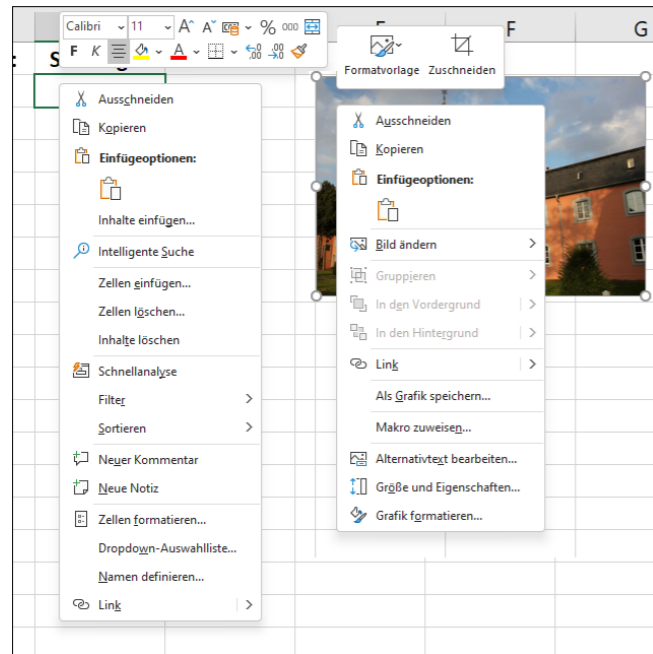 Calibri 11 A A % 000
F K A
E F G
S
:
Ausschneiden
Kopieren
Einfügeoptionen:
Inhalte einfügen...
Intelligente Suche
Zellen einfügen...
Zellen löschen...
Inhalte löschen
Schnellanalyse
Filter
Sortieren
Neuer Kommentar
Neue Notiz
Zellen formatieren...
Dropdown-Auswahlliste...
Namen definieren...
Link
Formatvorlage Zuschneiden
Ausschneiden
Kopieren
Einfügeoptionen:
Bild ändern
Gruppieren
In den Vordergrund
In den Hintergrund
Link
Als Grafik speichern...
Makro zuweisen...
Alternativtext bearbeiten...
Größe und Eigenschaften...
Grafik formatieren...